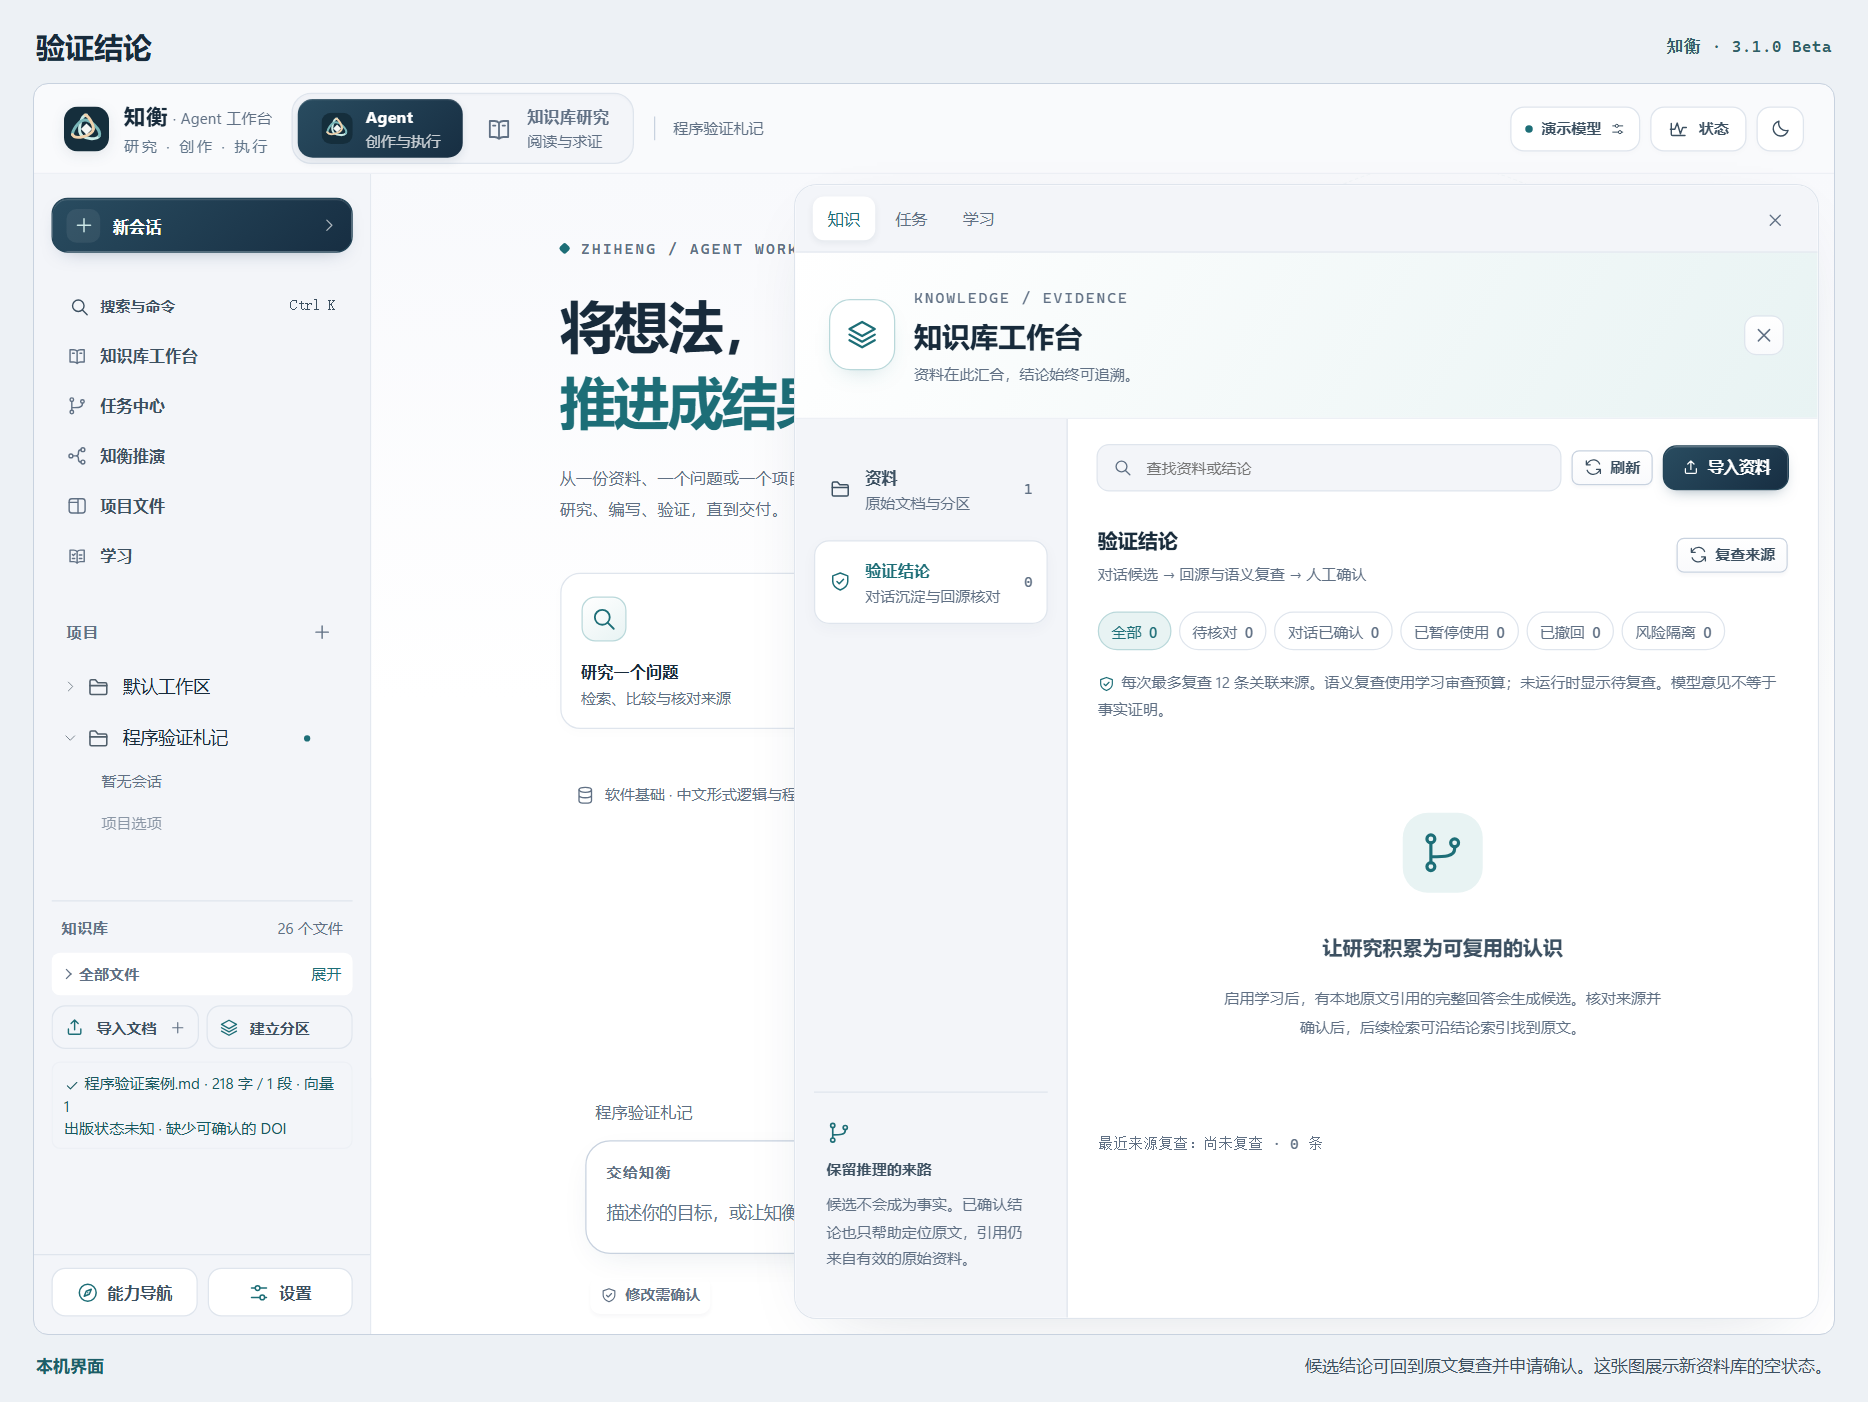 验证结论
知衡 · 3.1.0 Beta
知衡 · Agent 工作台
研究 · 创作 · 执行
Agent
创作与执行
知识库研究
阅读与求证
程序验证札记
演示模型
状态
新会话
搜索与命令 Ctrl K
知识库工作台
任务中心
知衡推演
项目文件
学习
项目
默认工作区
程序验证札记
暂无会话
项目选项
知识库 26 个文件
全部文件 展开
导入文档
建立分区
程序验证案例.md · 218 字 / 1 段 · 向量
1
出版状态未知 · 缺少可确认的 DOI
能力导航
设置
ZHIHENG / AGENT WORK
将想法，
推进成结果
从一份资料、一个问题或一个项目
研究、编写、验证，直到交付。
研究一个问题
检索、比较与核对来源
软件基础 · 中文形式逻辑与程
程序验证札记
交给知衡
描述你的目标，或让知衡
修改需确认
知识
任务
学习
KNOWLEDGE / EVIDENCE
知识库工作台
资料在此汇合，结论始终可追溯。
资料
原始文档与分区
1
验证结论
对话沉淀与回源核对
0
保留推理的来路
候选不会成为事实。已确认结
论也只帮助定位原文，引用仍
来自有效的原始资料。
查找资料或结论
刷新
导入资料
验证结论
对话候选 → 回源与语义复查 → 人工确认
复查来源
全部 0
待核对 0
对话已确认 0
已暂停使用 0
已撤回 0
风险隔离 0
每次最多复查 12 条关联来源。语义复查使用学习审查预算；未运行时显示待复查。模型意见不等于
事实证明。
让研究积累为可复用的认识
启用学习后，有本地原文引用的完整回答会生成候选。核对来源并
确认后，后续检索可沿结论索引找到原文。
最近来源复查：尚未复查 · 0 条
本机界面
候选结论可回到原文复查并申请确认。这张图展示新资料库的空状态。